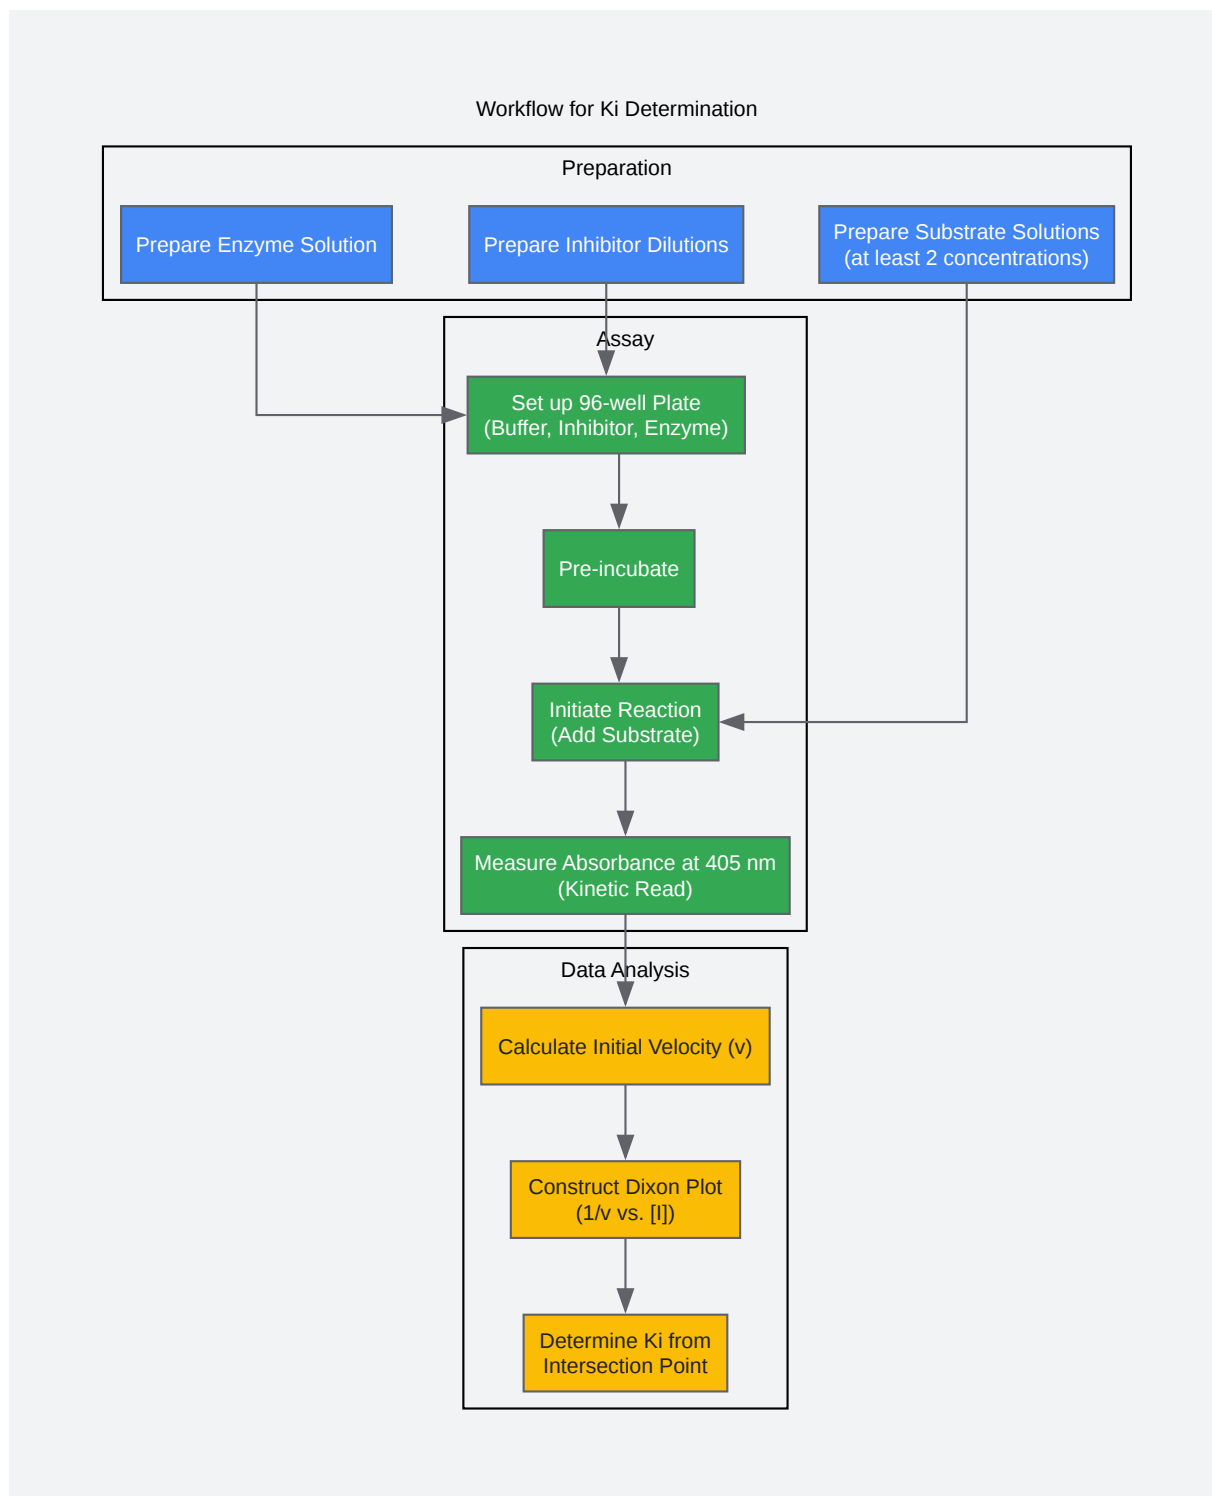 Workflow for Ki Determination
Preparation
Prepare Enzyme Solution
Prepare Inhibitor Dilutions
Prepare Substrate Solutions
(at least 2 concentrations)
Assay
Set up 96-well Plate
(Buffer, Inhibitor, Enzyme)
Pre-incubate
Initiate Reaction
(Add Substrate)
Measure Absorbance at 405 nm
(Kinetic Read)
Data Analysis
Calculate Initial Velocity (v)
Construct Dixon Plot
(1/v vs. [I])
Determine Ki from
Intersection Point